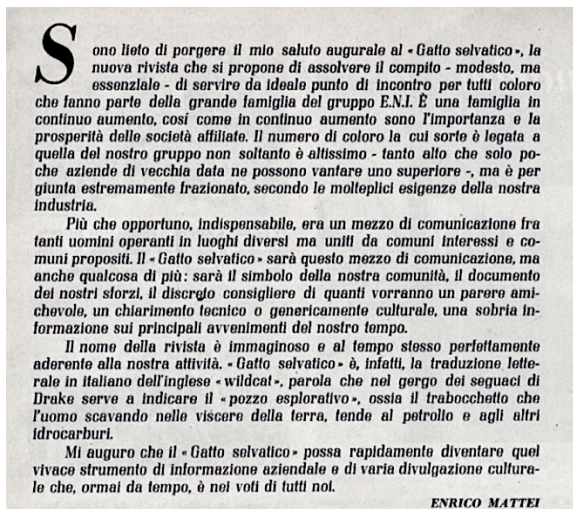 Sono lieto di porgere il mio saluto augurale al «Gatto selvatico», la
nuova rivista che si propone di assolvere il compito - modesto, ma
essenziale - di servire da ideale punto di incontro per tutti coloro
che fanno parte della grande famiglia del gruppo E.N.I. È una famiglia in
continuo aumento, così come in continuo aumento sono l'importanza e la
prosperità delle società affiliate. Il numero di coloro la cui sorte è legata a
quella del nostro gruppo non soltanto è altissimo - tanto alto che solo po-
che aziende di vecchia data ne possono vantare uno superiore -, ma è per
giunta estremamente frazionato, secondo le molteplici esigenze della nostra
industria.
Più che opportuno, indispensabile, era un mezzo di comunicazione fra
tanti uomini operanti in luoghi diversi ma uniti da comuni interessi e co-
muni propositi. Il «Gatto selvatico» sarà questo mezzo di comunicazione, ma
anche qualcosa di più: sarà il simbolo della nostra comunità, il documento
dei nostri sforzi, il discreto consigliere di quanti vorranno un parere ami-
chevole, un chiarimento tecnico o genericamente culturale, una sobria in-
formazione sui principali avvenimenti del nostro tempo.
Il nome della rivista è immaginoso e al tempo stesso perfettamente
aderente alla nostra attività. «Gatto selvatico» è, infatti, la traduzione lette-
rale in italiano dell'inglese «wildcat», parola che nel gergo dei seguaci di
Drake serve a indicare il «pozzo esplorativo», ossia il trabocchetto che
l'uomo scavando nelle viscere della terra, tende al petrolio e agli altri
idrocarburi.
Mi auguro che il «Gatto selvatico» possa rapidamente diventare quel
vivace strumento di informazione aziendale e di varia divulgazione cultura-
le che, ormai da tempo, è nei voti di tutti noi.
ENRICO MATTEI